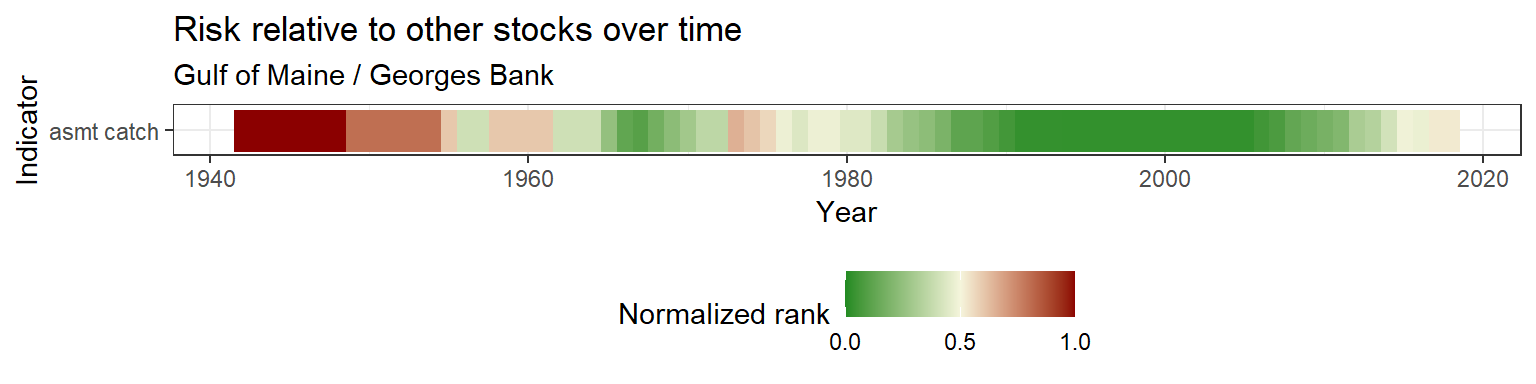 Risk relative to other stocks over time
Gulf of Maine / Georges Bank
Indicator
asmt catch
1940 1960 1980 2000 2020
Year
Normalized rank
0.0 0.5 1.0